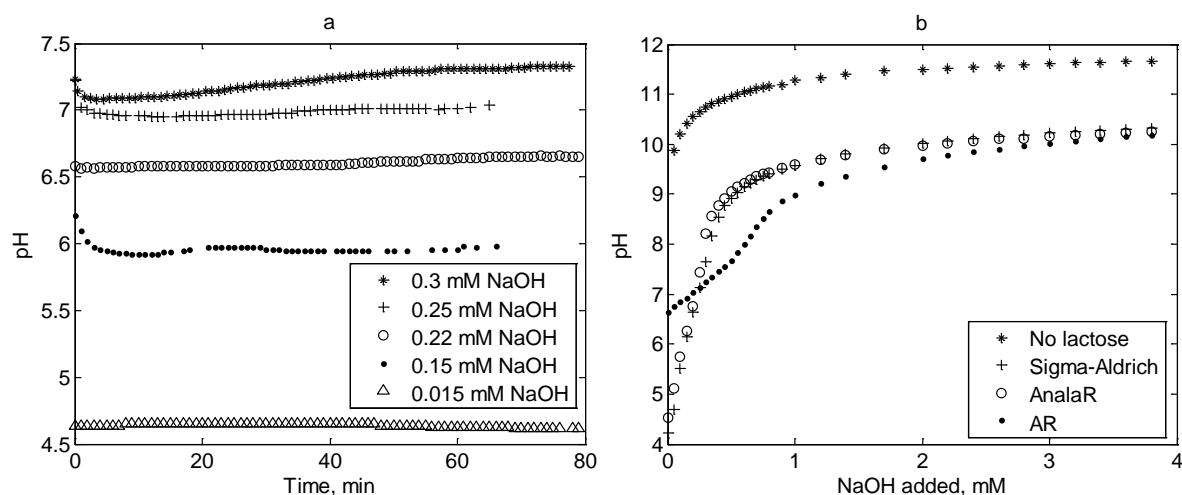 a
7.5
7
6.5
6
5.5
5
4.5
pH
0
20
40
60
80
Time, min
0.3 mM NaOH
0.25 mM NaOH
0.22 mM NaOH
0.15 mM NaOH
0.015 mM NaOH
b
12
11
10
9
8
7
6
5
4
pH
0
1
2
3
4
NaOH added, mM
No lactose
Sigma-Aldrich
AnalaR
AR